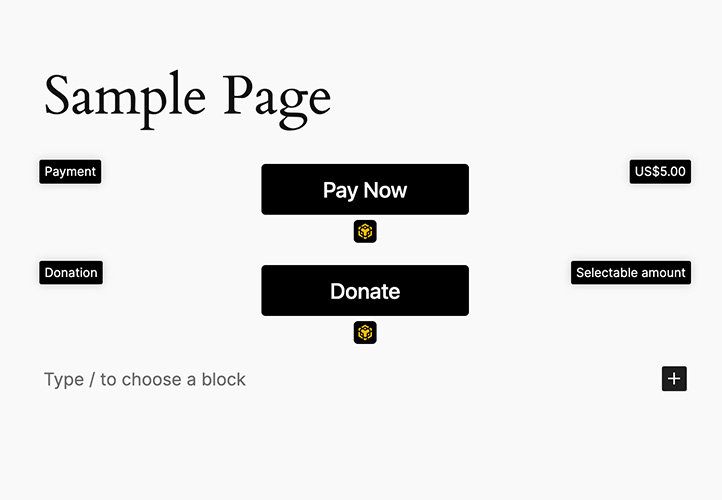 Sample Page
Payment
Pay Now
US$5.00
Donation
Donate
Selectable amount
Type / to choose a block